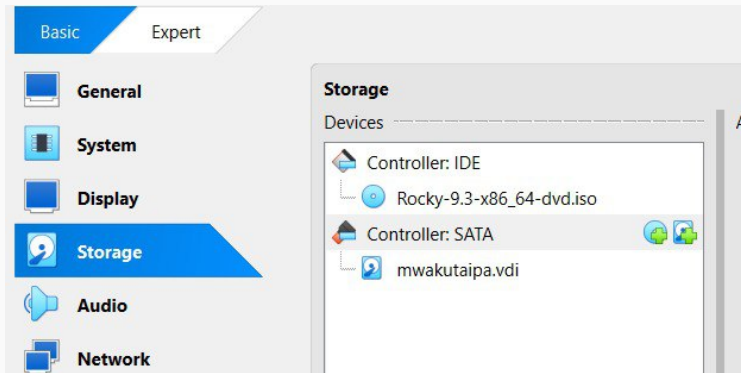 Basic Expert
General
System
Display
Storage
Audio
Network
Storage
Devices
Controller: IDE
Rocky-9.3-x86_64-dvd.iso
Controller: SATA
mwakutaipa.vdi